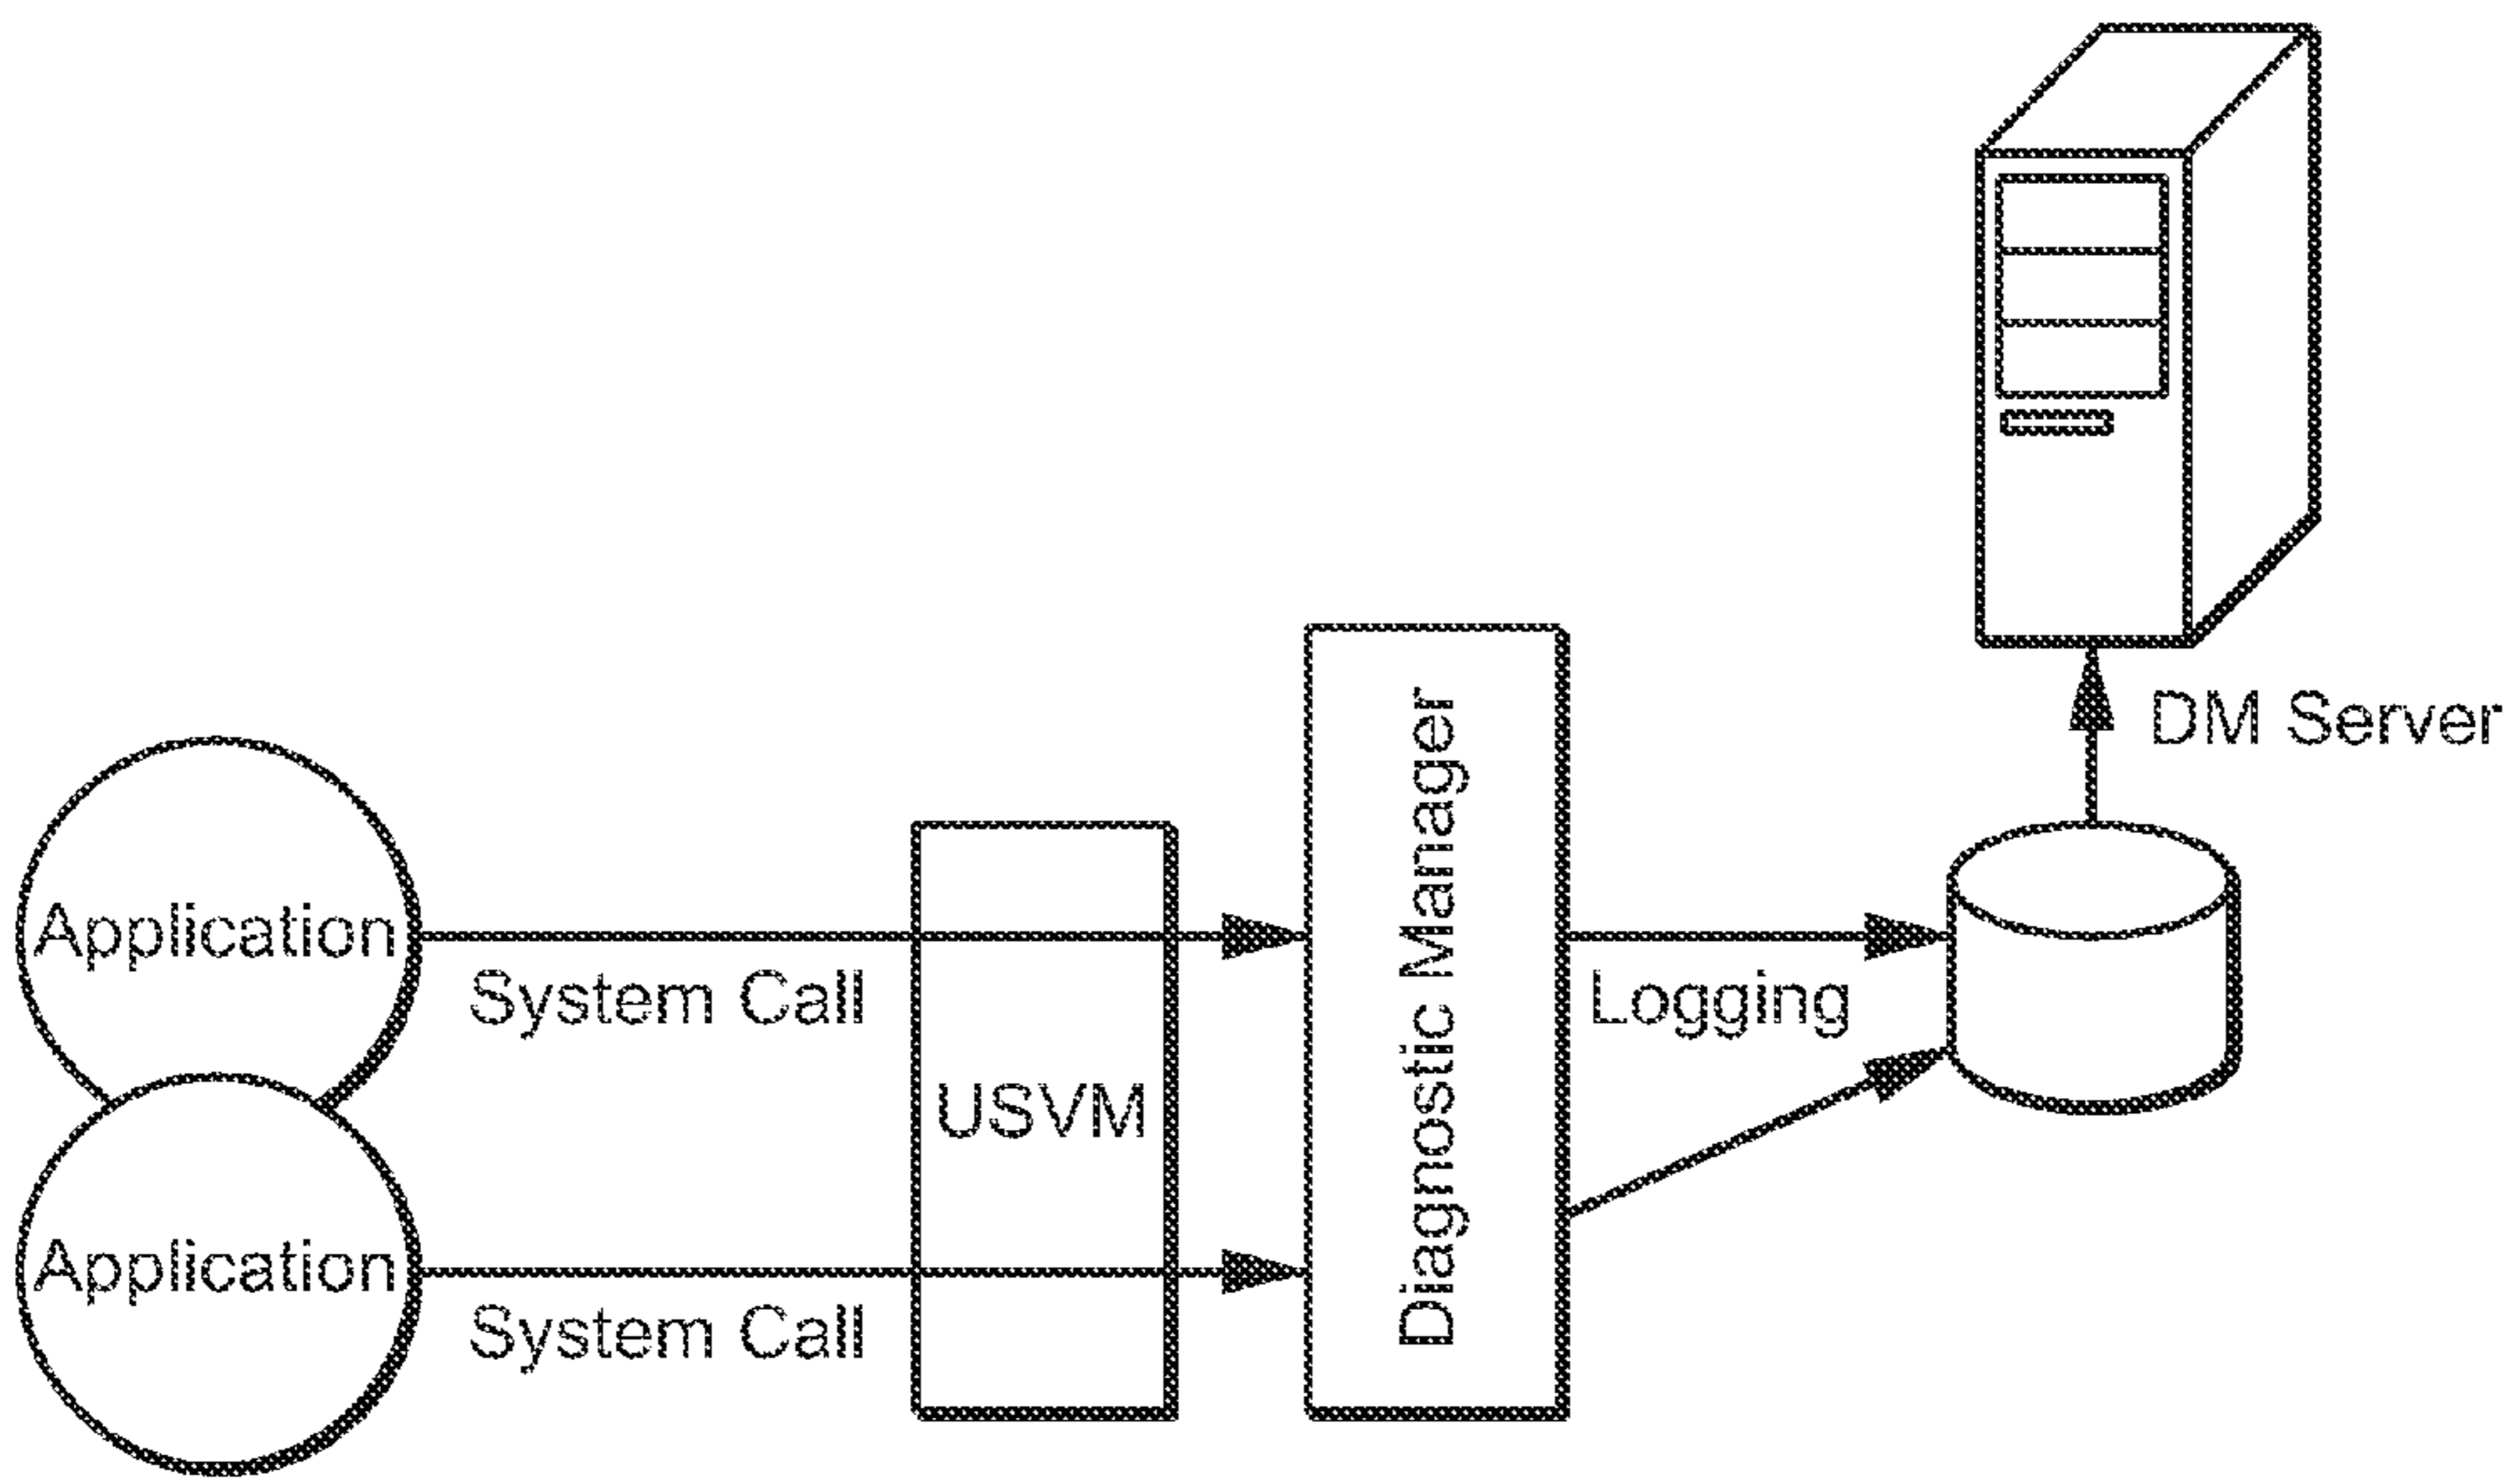 DM Server
Application
System Call
Logging
USVM
Diagnostic Manager
Application
System Call